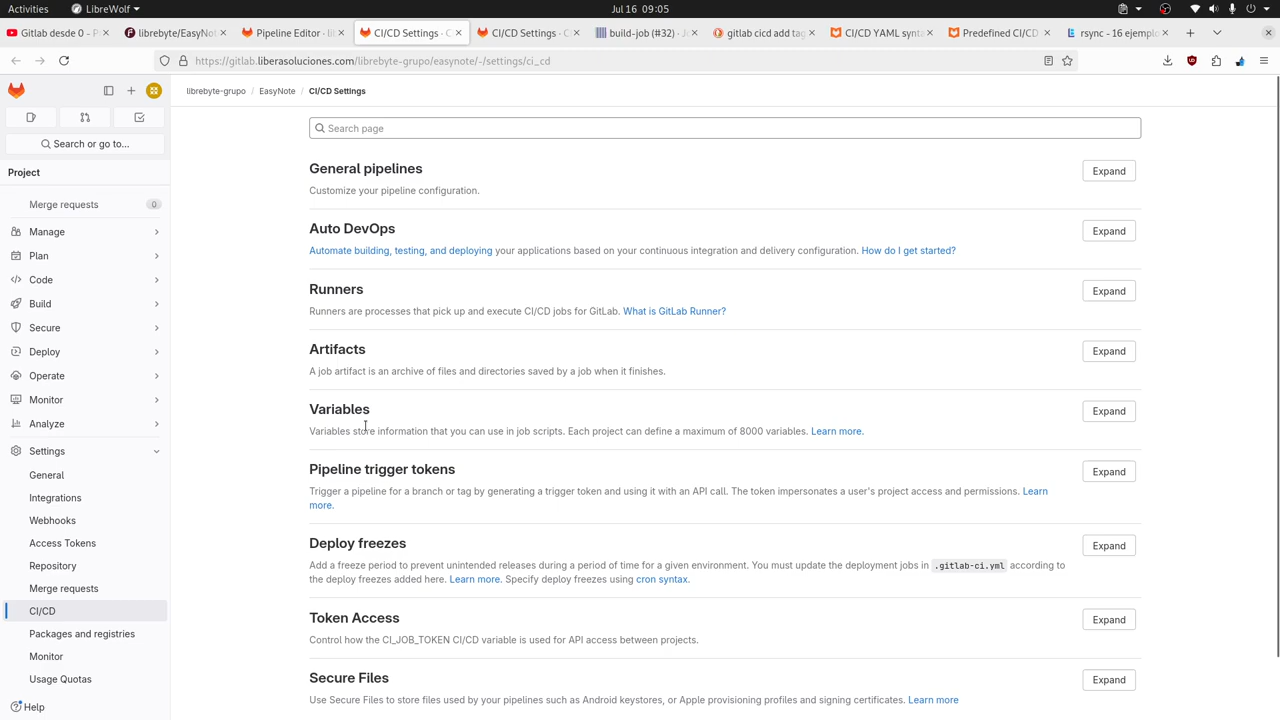 Activities
LibreWolf
Jul 16 09:05
Gitlab desde 0 - P
librebyte/EasyNot
Pipeline Editor · lib
CI/CD Settings · C
CI/CD Settings · C
build-job (#32) · Jo
gitlab cicd add tag
CI/CD YAML synta
Predefined CI/CD
rsync - 16 ejemplo
https://gitlab.liberasoluciones.com/librebyte/easynote/-/settings/ci_cd
librebyte-grupo / EasyNote / CI/CD Settings
Search or go to...
Project
Merge requests 0
Manage
Plan
Code
Build
Secure
Deploy
Operate
Monitor
Analyze
Settings
General
Integrations
Webhooks
Access Tokens
Repository
Merge requests
CI/CD
Packages and registries
Monitor
Usage Quotas
Help
Search page
General pipelines
Expand
Customize your pipeline configuration.
Auto DevOps
Expand
Automate building, testing, and deploying your applications based on your continuous integration and delivery configuration. How do I get started?
Runners
Expand
Runners are processes that pick up and execute CI/CD jobs for GitLab. What is GitLab Runner?
Artifacts
Expand
A job artifact is an archive of files and directories saved by a job when it finishes.
Variables
Expand
Variables store information that you can use in job scripts. Each project can define a maximum of 8000 variables. Learn more.
Pipeline trigger tokens
Expand
Trigger a pipeline for a branch or tag by generating a trigger token and using it with an API call. The token impersonates a user's project access and permissions. Learn
more.
Deploy freezes
Expand
Add a freeze period to prevent unintended releases during a period of time for a given environment. You must update the deployment jobs in .gitlab-ci.yml according to
the deploy freezes added here. Learn more. Specify deploy freezes using cron syntax.
Token Access
Expand
Control how the CI_JOB_TOKEN CI/CD variable is used for API access between projects.
Secure Files
Expand
Use Secure Files to store files used by your pipelines such as Android keystores, or Apple provisioning profiles and signing certificates. Learn more